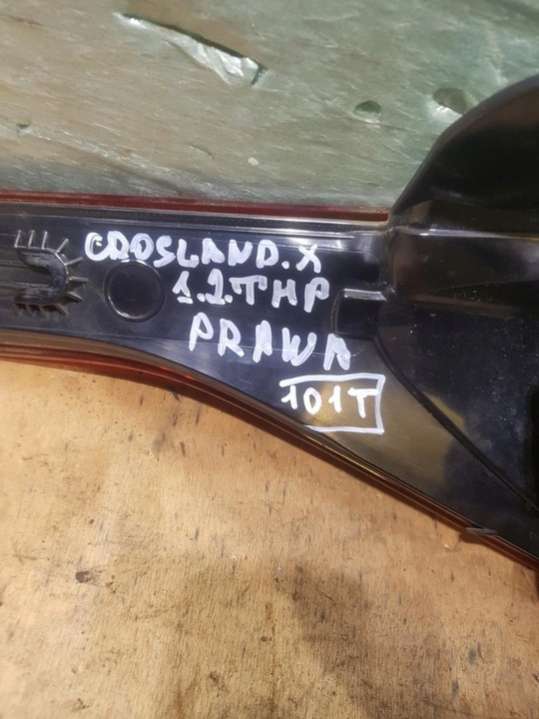 CROSLAND.X
1.2.THP
PRAWA
101T